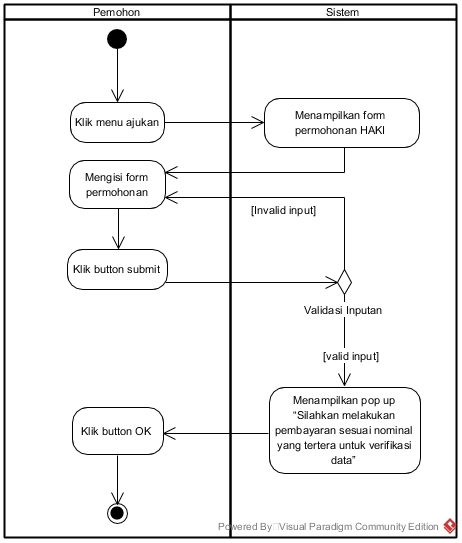 Pemohon
Sistem
Klik menu ajukan
Menampilkan form
permohonan HAKI
Mengisi form
permohonan
[Invalid input]
Klik button submit
Validasi Inputan
[valid input]
Menampilkan pop up
“Silahkan melakukan
pembayaran sesuai nominal
yang tertera untuk verifikasi
data”
Klik button OK
Powered By Visual Paradigm Community Edition